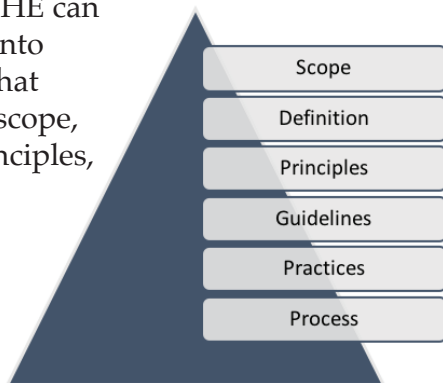 HE can
nto
hat
scope,
nciples,
Scope
Definition
Principles
Guidelines
Practices
Process